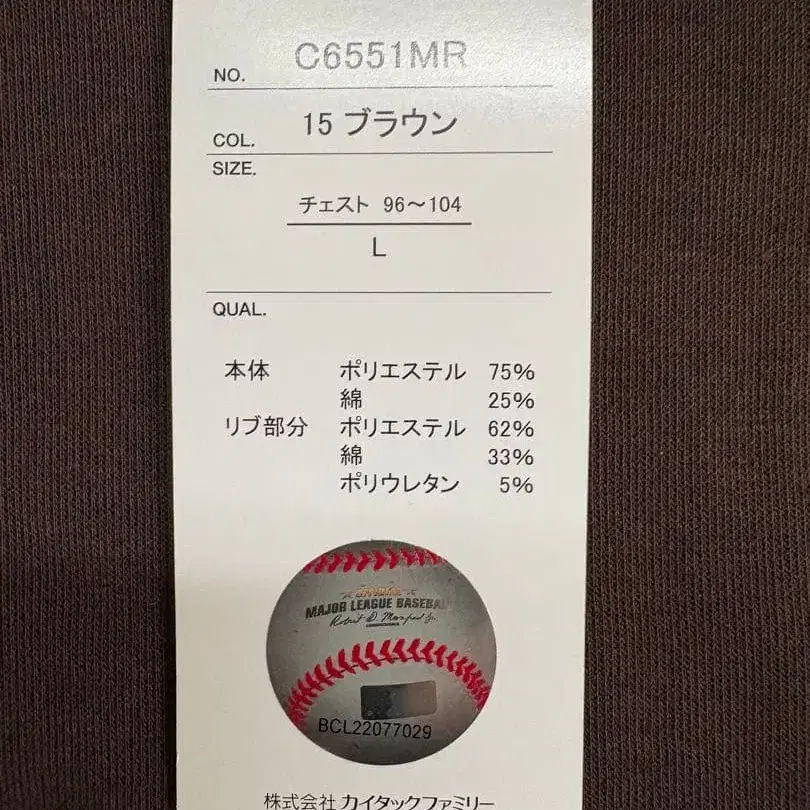 NO. C6551MR
COL. 15 ブラウン
SIZE.
チェスト 96～104
L
QUAL.
本体 ポリエステル 75%
綿 25%
リブ部分 ポリエステル 62%
綿 33%
ポリウレタン 5%
MAJOR LEAGUE BASEBALL
BCL22077029
株式会社 カイタックファミリー